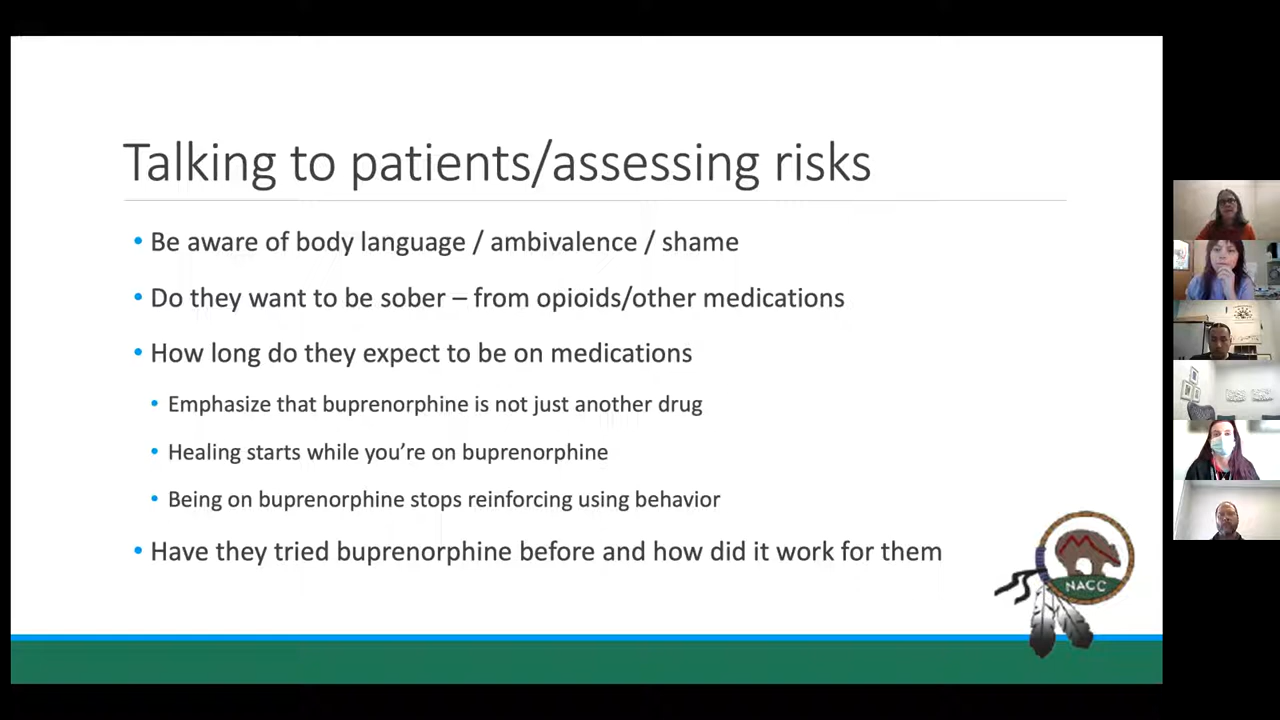 Talking to patients/assessing risks
• Be aware of body language / ambivalence / shame
• Do they want to be sober – from opioids/other medications
• How long do they expect to be on medications
• Emphasize that buprenorphine is not just another drug
• Healing starts while you’re on buprenorphine
• Being on buprenorphine stops reinforcing using behavior
• Have they tried buprenorphine before and how did it work for them
NACC